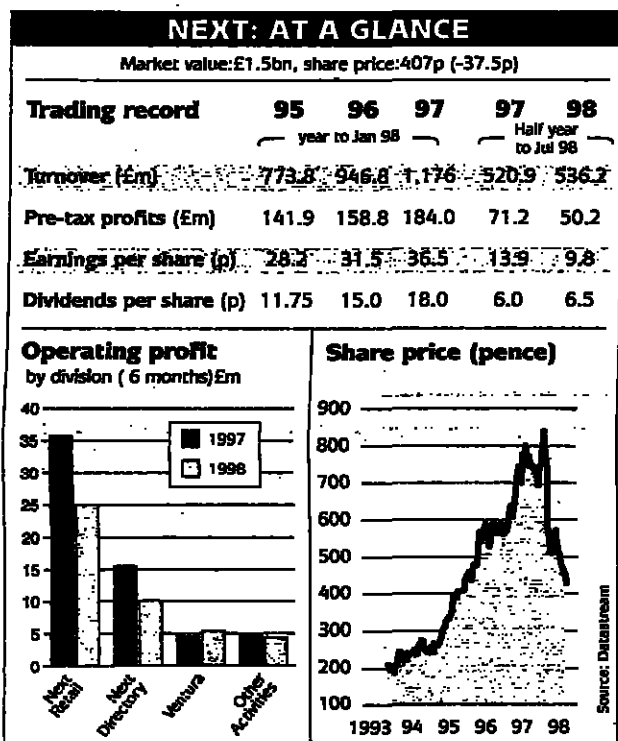 NEXT: AT A GLANCE
Market value:£1.5bn, share price:407p (-37.5p)
Trading record 95 96 97 97 98
year to Jan 98 Half year to Jul 98
Turnover (£m) 773.8 946.8 1,176 520.9 536.2
Pre-tax profits (£m) 141.9 158.8 184.0 71.2 50.2
Earnings per share (p) 28.2 31.5 36.5 13.9 9.8
Dividends per share (p) 11.75 15.0 18.0 6.0 6.5
Operating profit
by division ( 6 months)£m
40
35
30
25
20
15
10
5
0
1997
1998
Next Retail
Next Directory
Ventura
Other Activities
Share price (pence)
900
800
700
600
500
400
300
200
100
1993 94 95 96 97 98
Source: Datastream